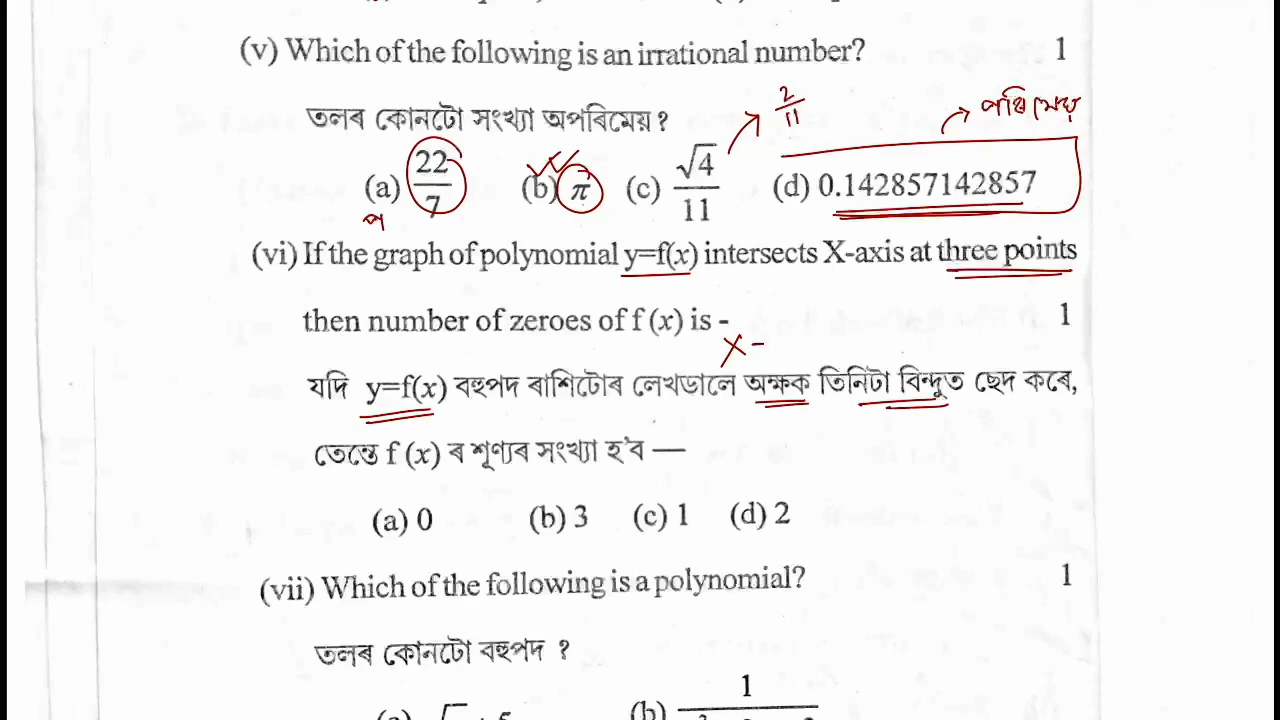 (v) Which of the following is an irrational number? 1
তলৰ কোনটো সংখ্যা অপৰিমেয়?
2/11
পৰিমেয়
(a) 22/7 (b) π (c) √4/11 (d) 0.142857142857
প
(vi) If the graph of polynomial y=f(x) intersects X-axis at three points
then number of zeroes of f (x) is - 1
X -
যদি y=f(x) বহুপদ ৰাশিটোৰ লেখডালে অক্ষক তিনিটা বিন্দুত ছেদ কৰে,
তেন্তে f (x) ৰ শূণ্যৰ সংখ্যা হ'ব —
(a) 0 (b) 3 (c) 1 (d) 2
(vii) Which of the following is a polynomial? 1
তলৰ কোনটো বহুপদ ?
(b) 1